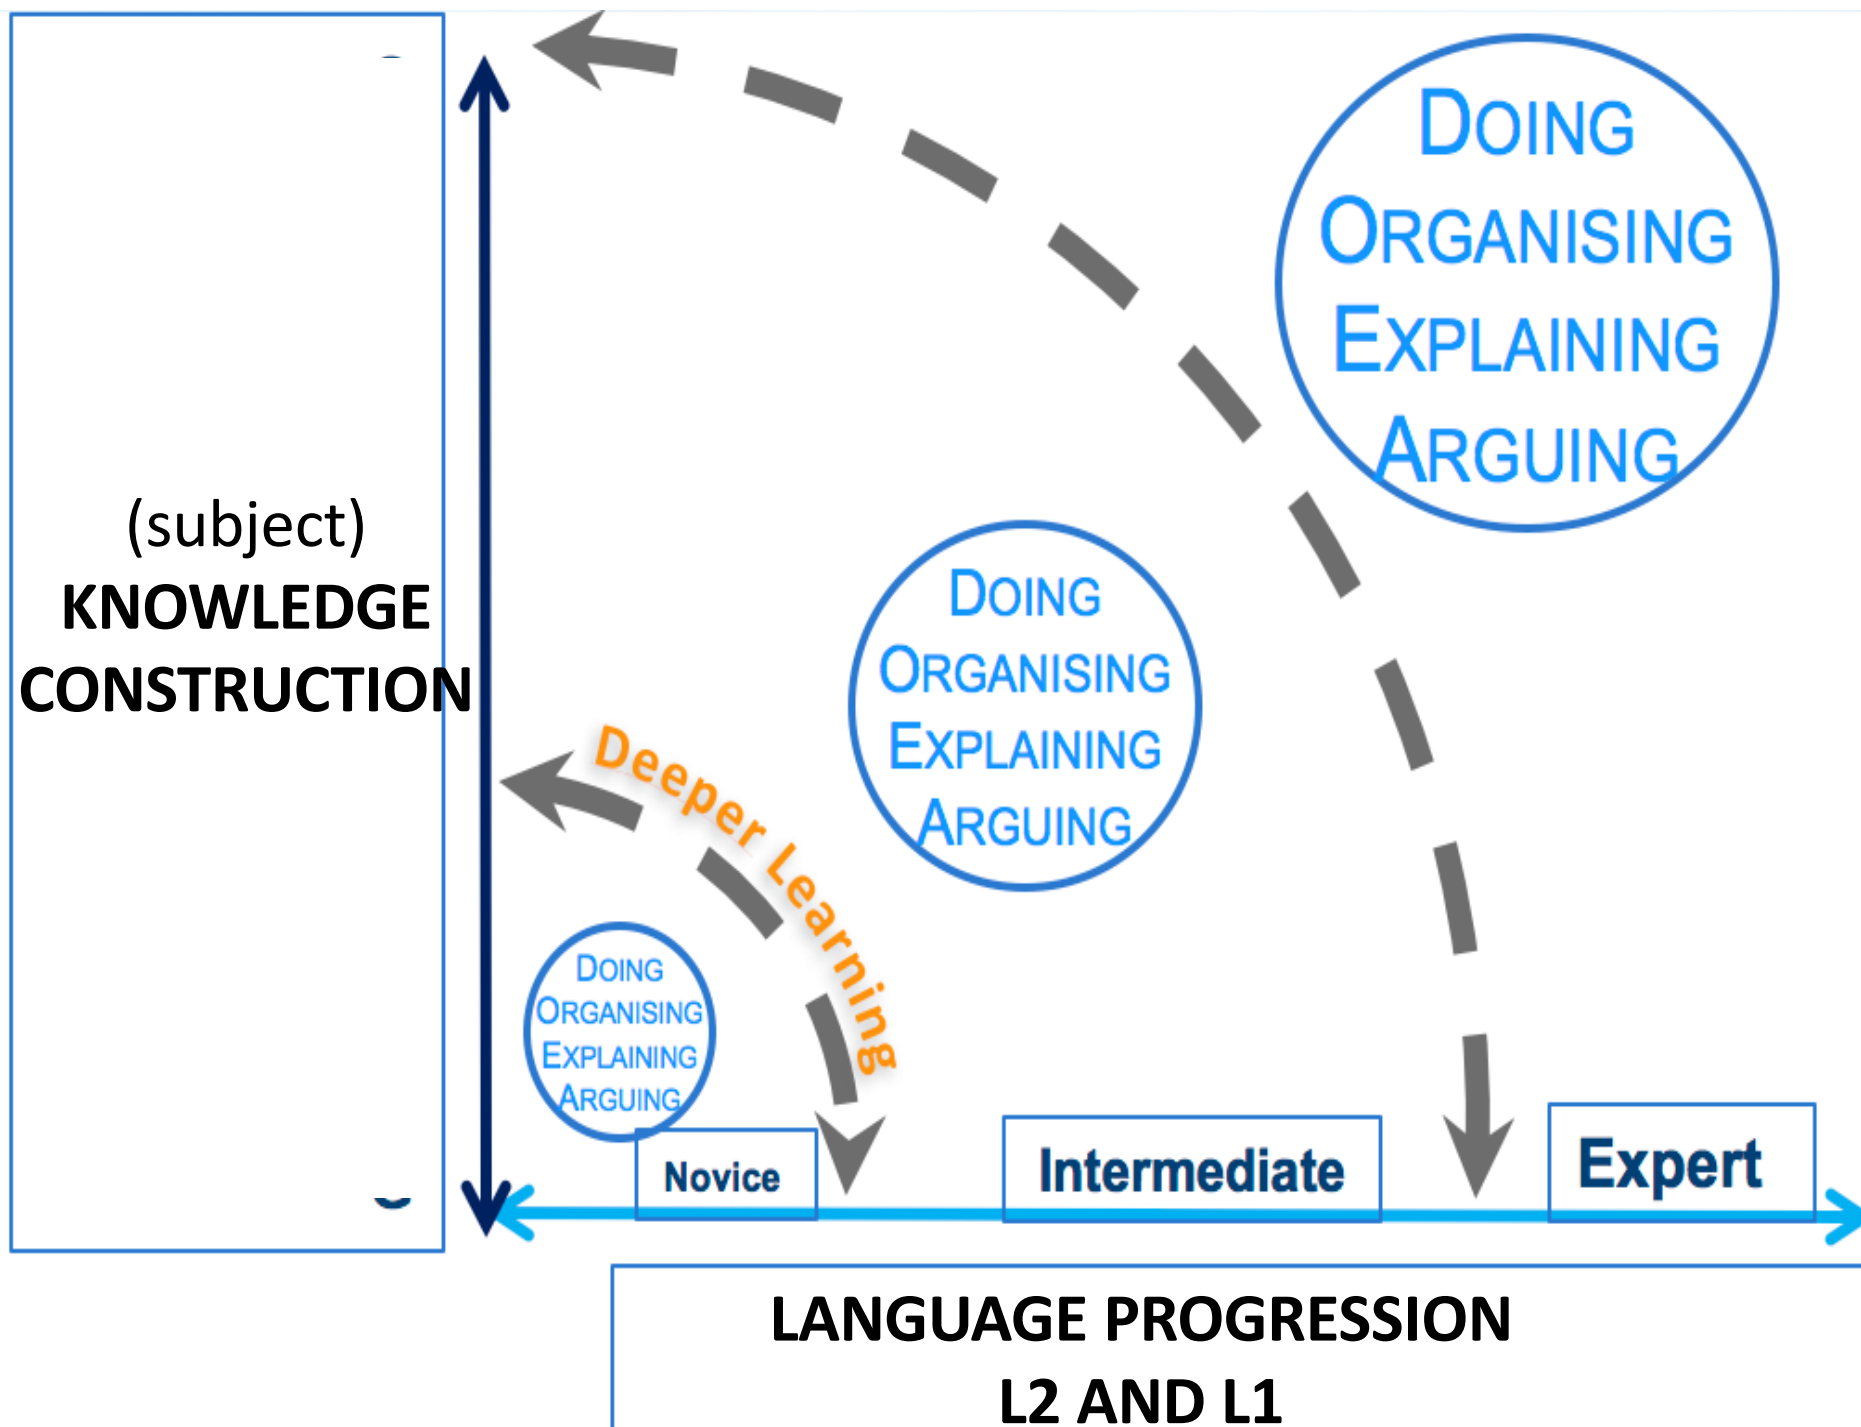 (subject)
KNOWLEDGE
CONSTRUCTION
DOING
ORGANISING
EXPLAINING
ARGUING
DOING
ORGANISING
EXPLAINING
ARGUING
Deeper Learning
DOING
ORGANISING
EXPLAINING
ARGUING
Novice
Intermediate
Expert
LANGUAGE PROGRESSION
L2 AND L1